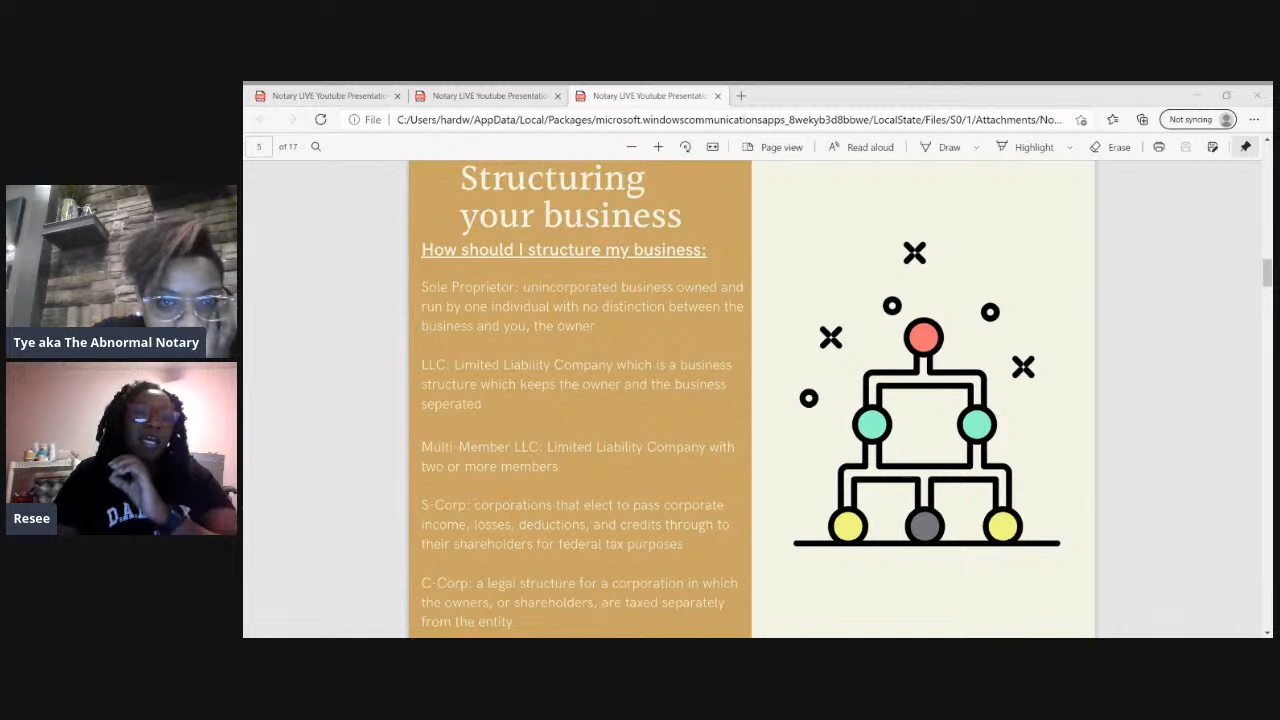 Notary LIVE Youtube Presentatio
Notary LIVE Youtube Presentatio
Notary LIVE Youtube Presentatio
File
C:/Users/hardw/AppData/Local/Packages/microsoft.windowscommunicationsapps_8wekyb3d8bbwe/LocalState/Files/S0/1/Attachments/No...
Not syncing
5
of 17
Page view
Read aloud
Draw
Highlight
Erase
Structuring
your business
How should I structure my business:
Sole Proprietor: unincorporated business owned and
run by one individual with no distinction between the
business and you, the owner
LLC: Limited Liability Company which is a business
structure which keeps the owner and the business
seperated
Multi-Member LLC: Limited Liability Company with
two or more members
S-Corp: corporations that elect to pass corporate
income, losses, deductions, and credits through to
their shareholders for federal tax purposes
C-Corp: a legal structure for a corporation in which
the owners, or shareholders, are taxed separately
from the entity
Tye aka The Abnormal Notary
Resee